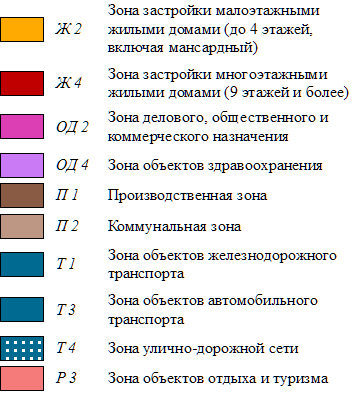 Ж 2 Зона застройки малоэтажными
жилыми домами (до 4 этажей,
включая мансардный)
Ж 4 Зона застройки многоэтажными
жилыми домами (9 этажей и более)
ОД 2 Зона делового, общественного и
коммерческого назначения
ОД 4 Зона объектов здравоохранения
П 1 Производственная зона
П 2 Коммунальная зона
Т 1 Зона объектов железнодорожного
транспорта
Т 3 Зона объектов автомобильного
транспорта
Т 4 Зона улично-дорожной сети
Р 3 Зона объектов отдыха и туризма